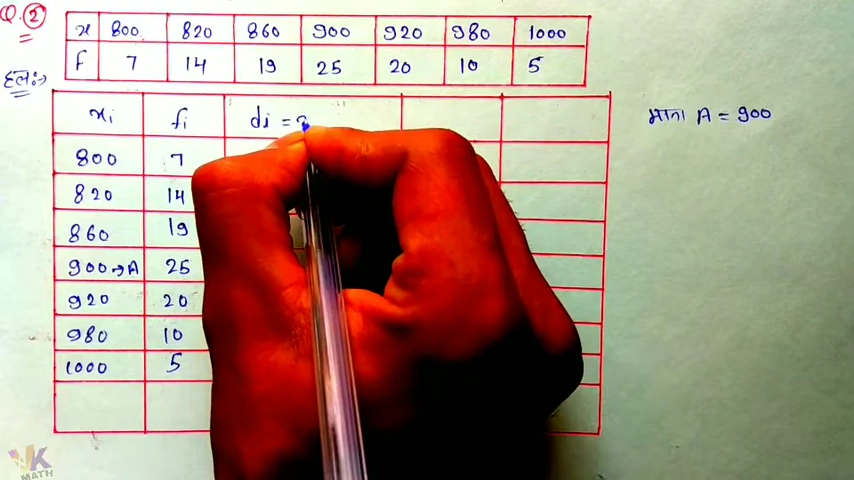 Q. 2
x 800 820 860 900 920 980 1000
f 7 14 19 25 20 10 5
हल:→
xi fi di =
माना A = 900
800 7
820 14
860 19
900→A 25
920 20
980 10
1000 5
VK
MATH